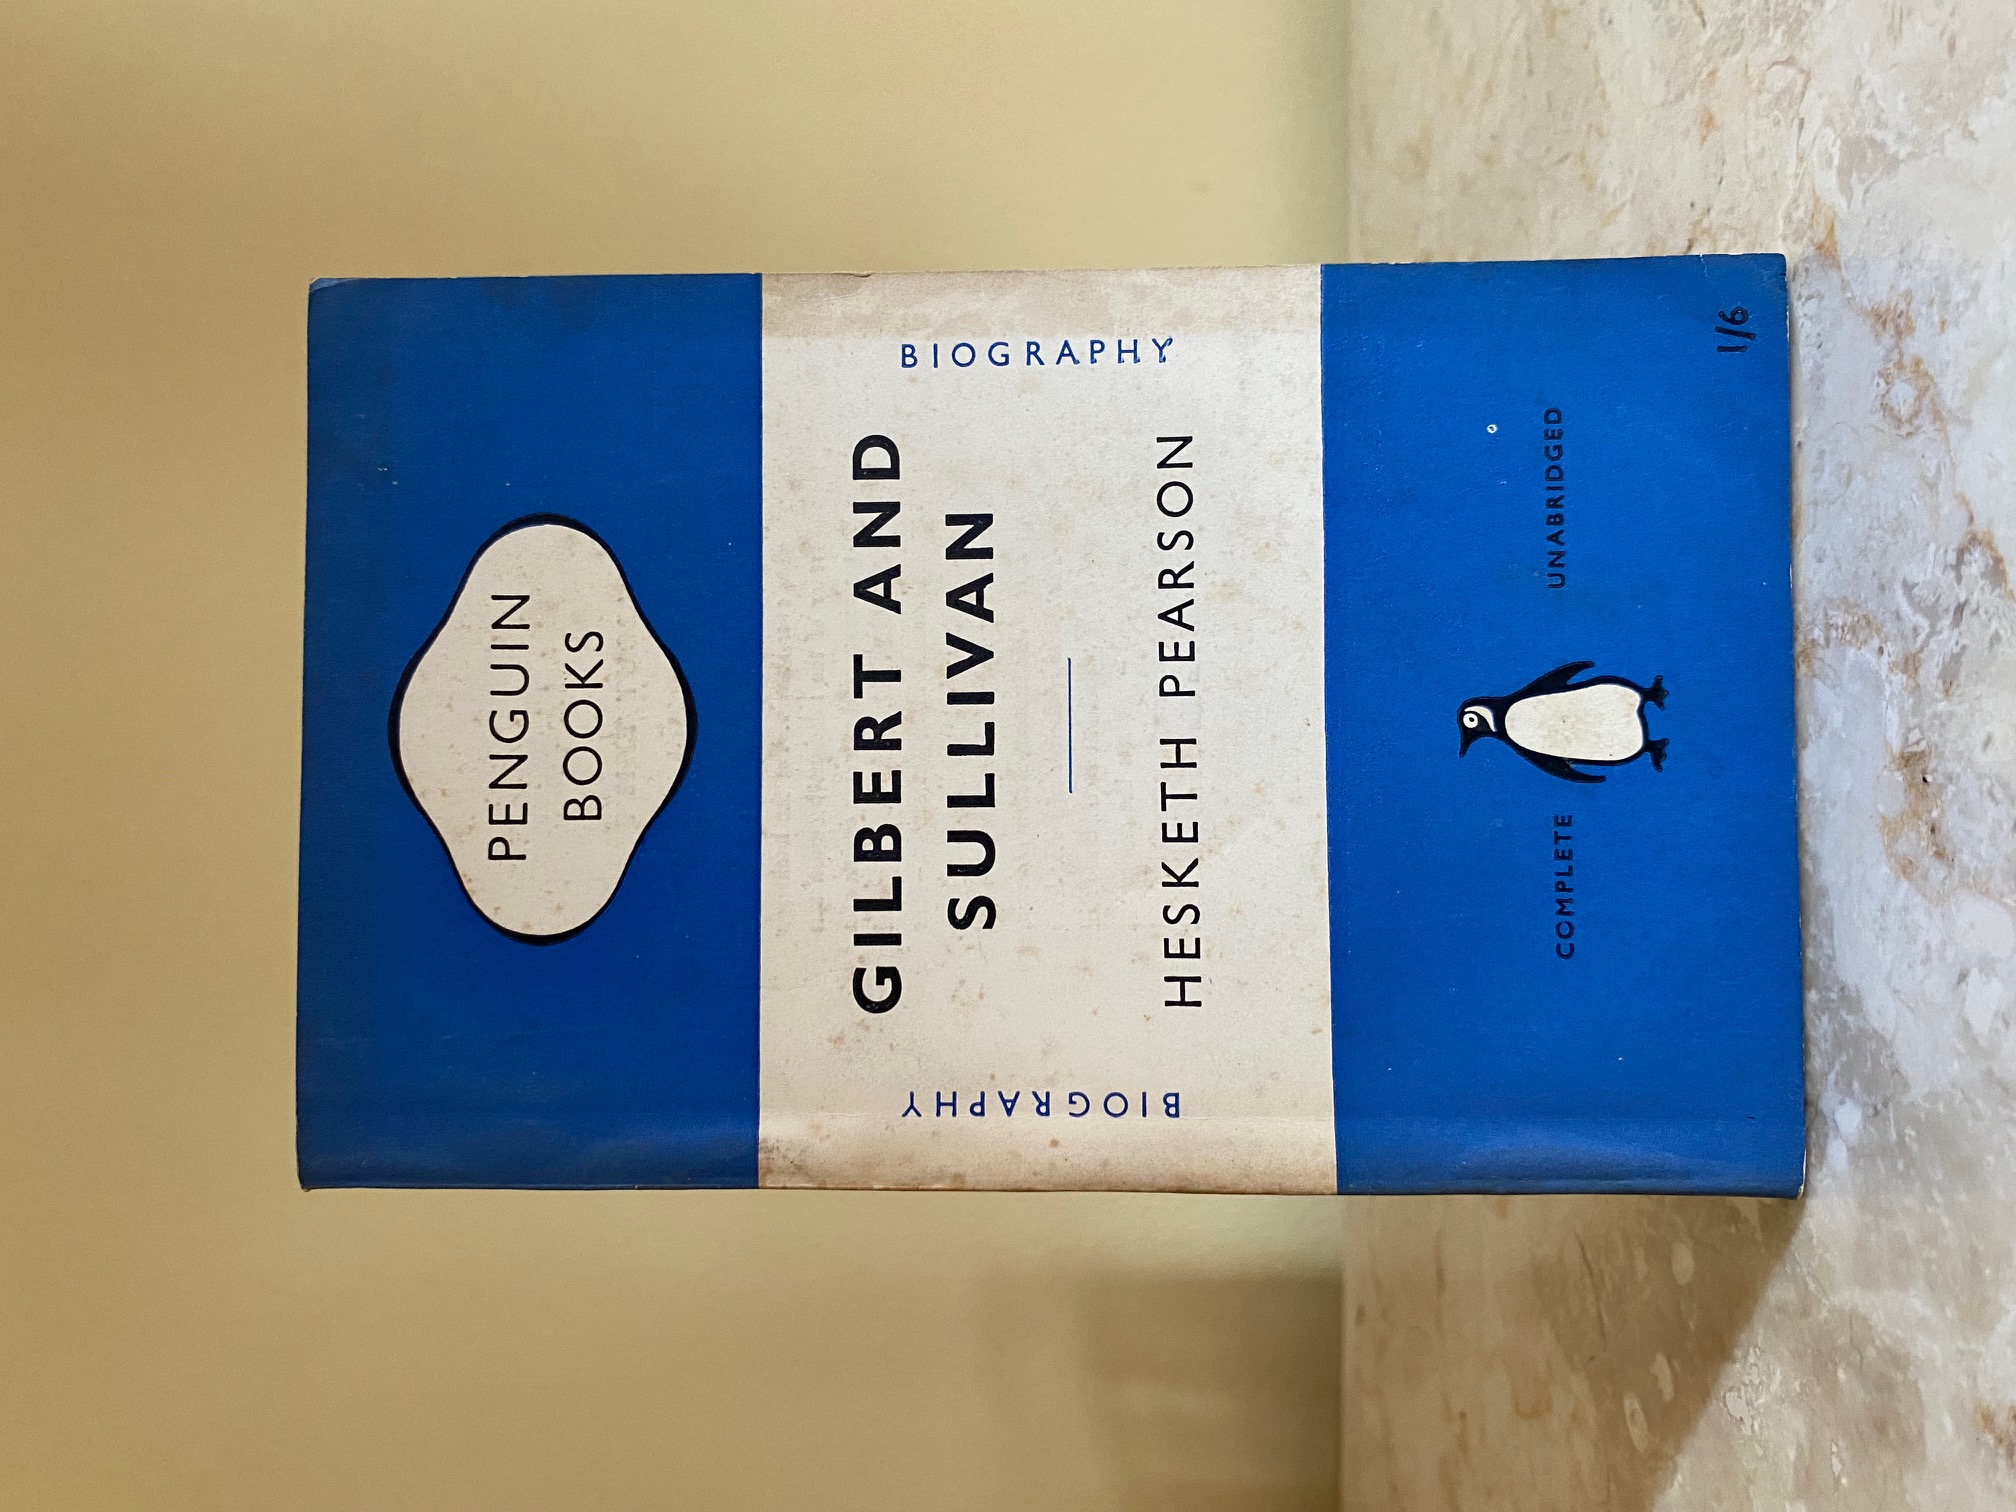 PENGUIN
BOOKS
BIOGRAPHY
GILBERT AND
SULLIVAN
HESKETH PEARSON
BIOGRAPHY
COMPLETE UNABRIDGED
1/6